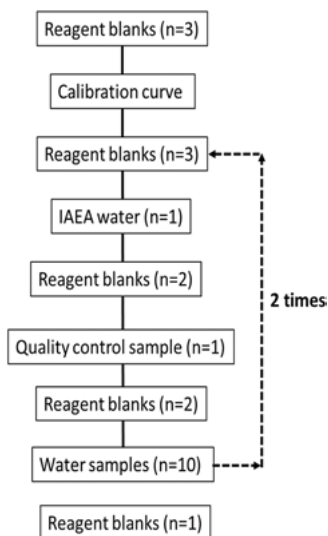 Reagent blanks (n=3)
Calibration curve
Reagent blanks (n=3)
IAEA water (n=1)
Reagent blanks (n=2)
2 times
Quality control sample (n=1)
Reagent blanks (n=2)
Water samples (n=10)
Reagent blanks (n=1)